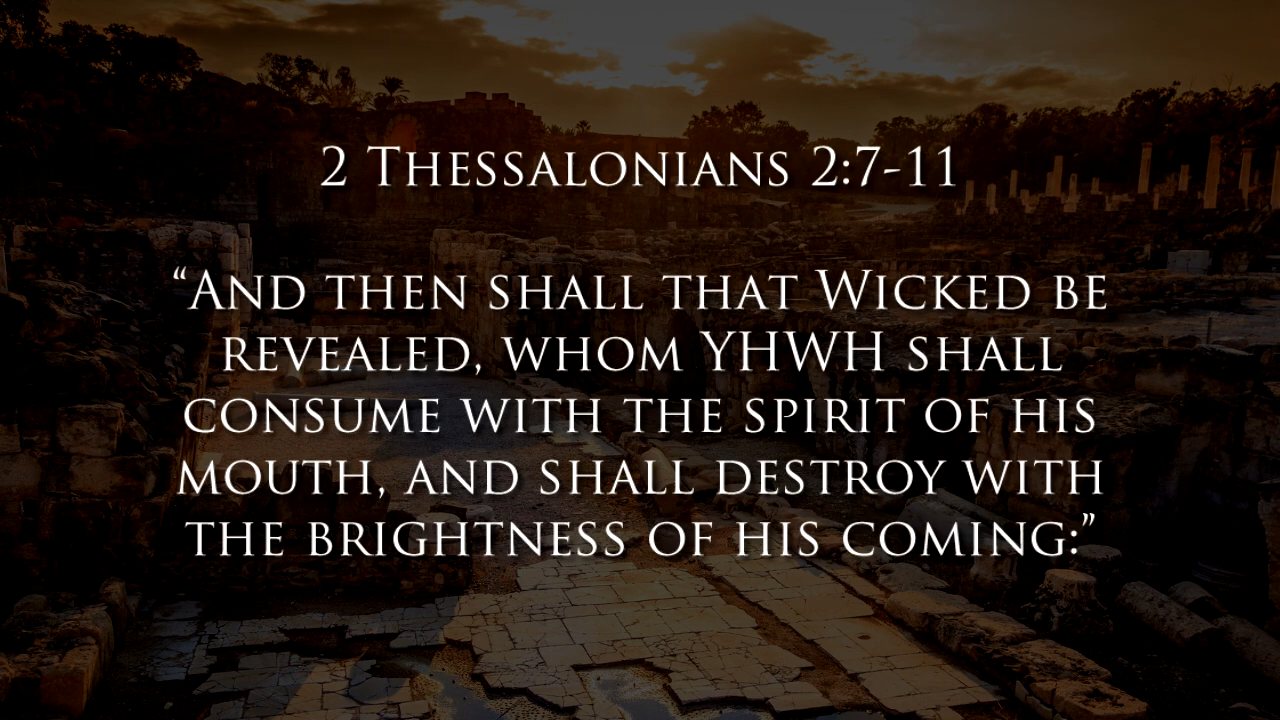 2 Thessalonians 2:7-11
“And then shall that Wicked be
revealed, whom YHWH shall
consume with the spirit of his
mouth, and shall destroy with
the brightness of his coming:”